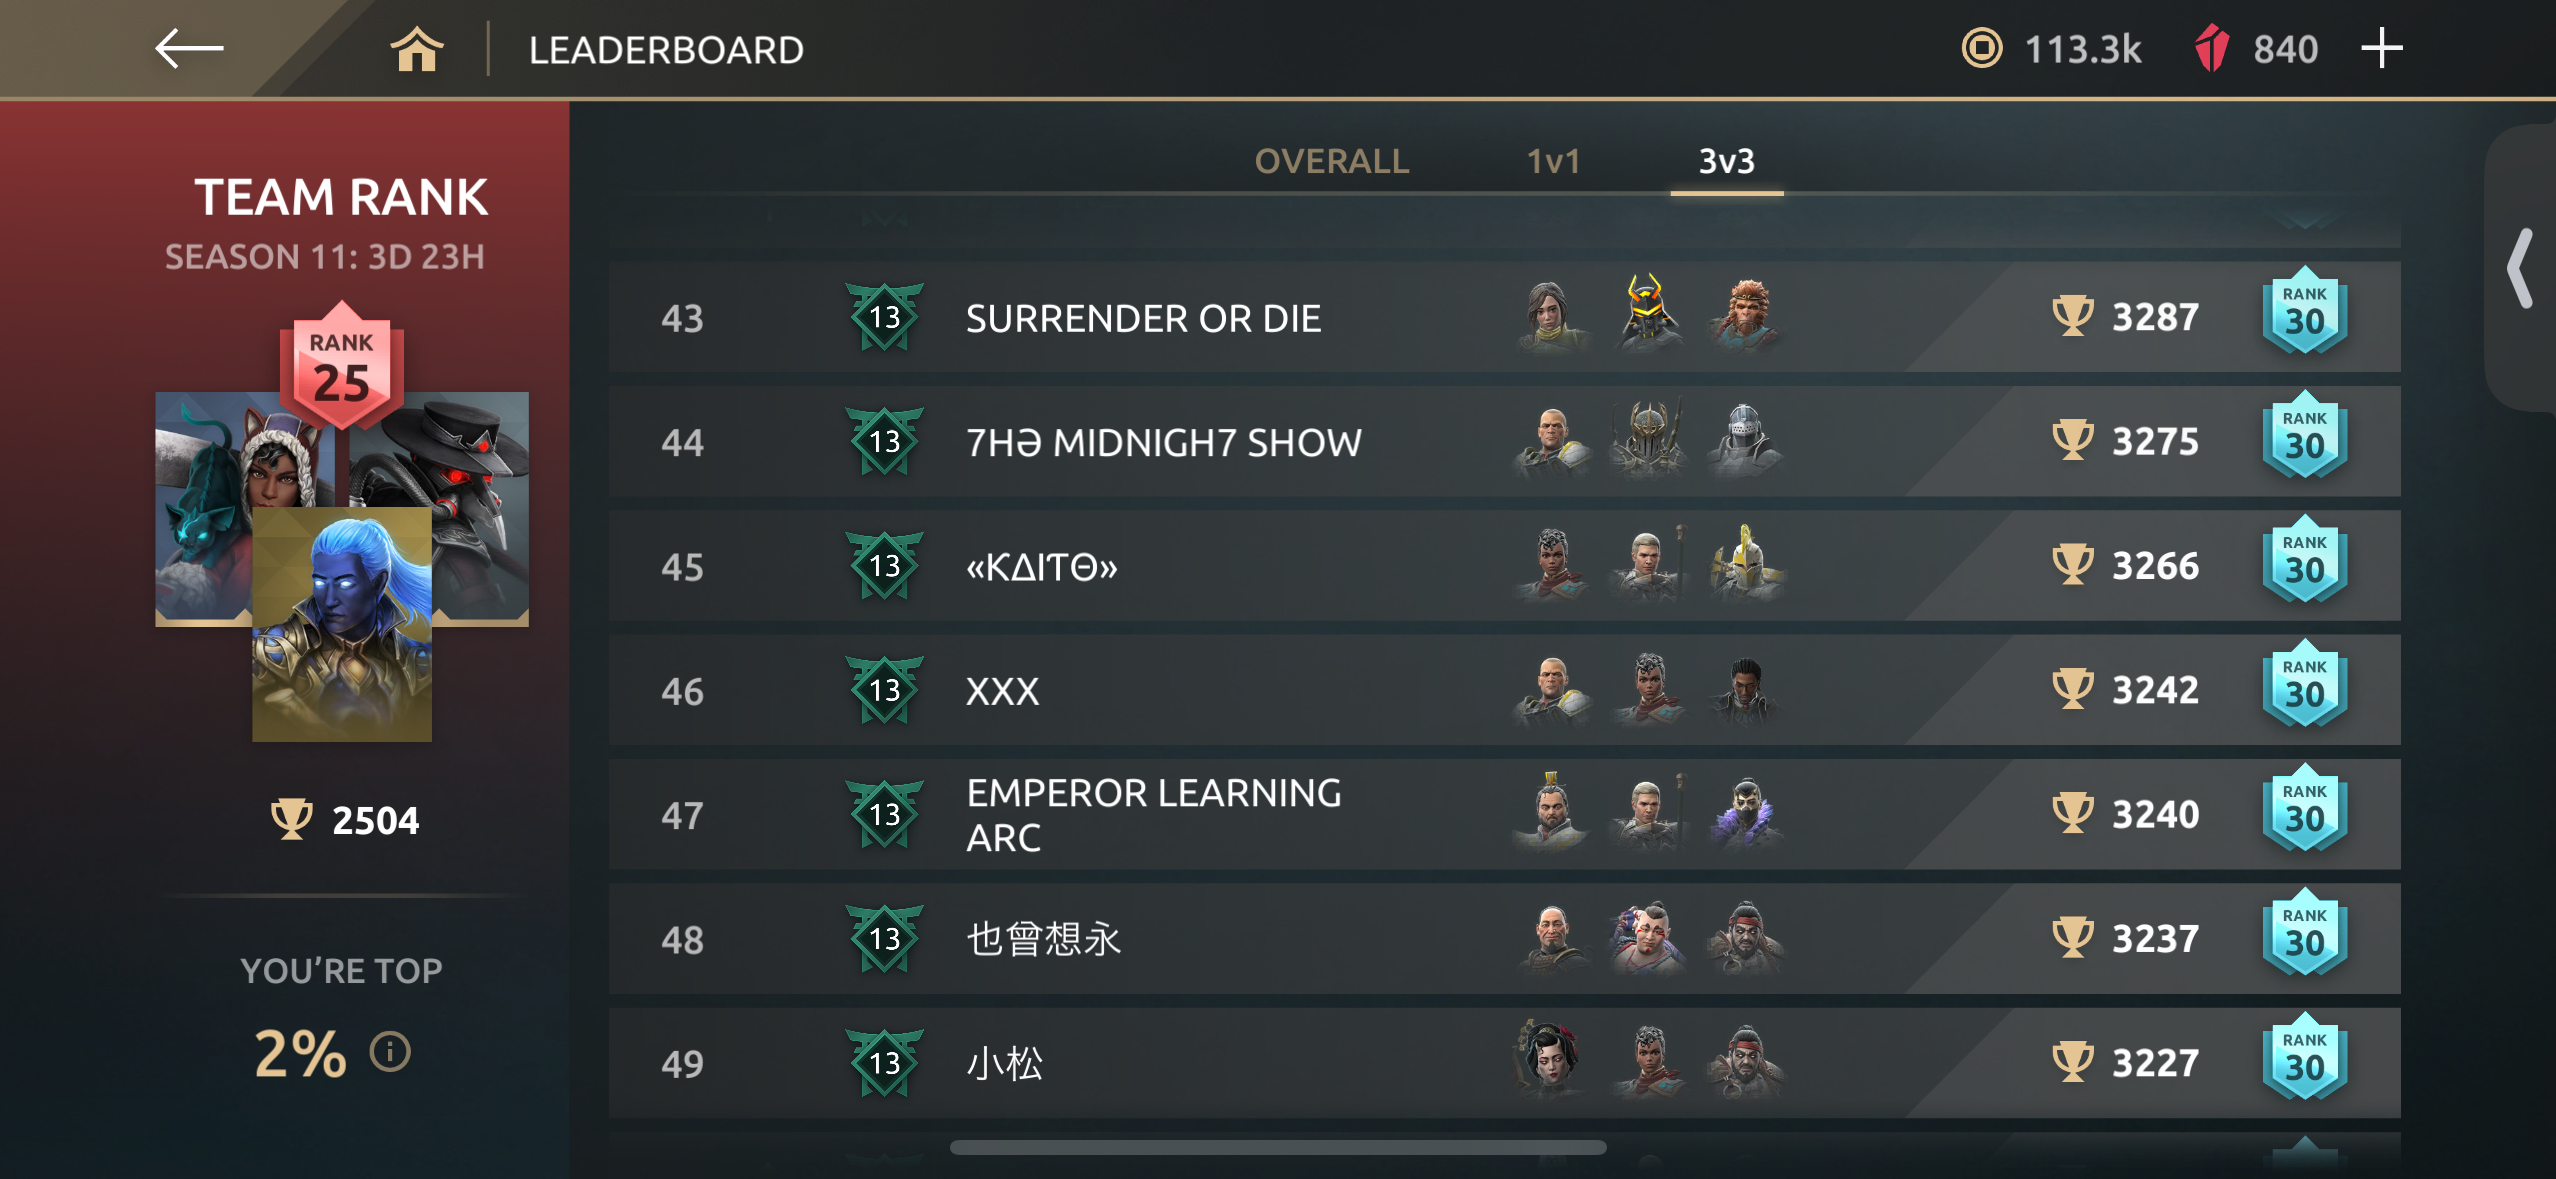 LEADERBOARD
113.3k
840
TEAM RANK
SEASON 11: 3D 23H
RANK
25
2504
YOU'RE TOP
2%
OVERALL
1v1
3v3
43
13
SURRENDER OR DIE
3287
RANK
30
44
13
7HƏ MIDNIGH7 SHOW
3275
RANK
30
45
13
«KΔITΘ»
3266
RANK
30
46
13
XXX
3242
RANK
30
47
13
EMPEROR LEARNING
ARC
3240
RANK
30
48
13
也曾想永
3237
RANK
30
49
13
小松
3227
RANK
30